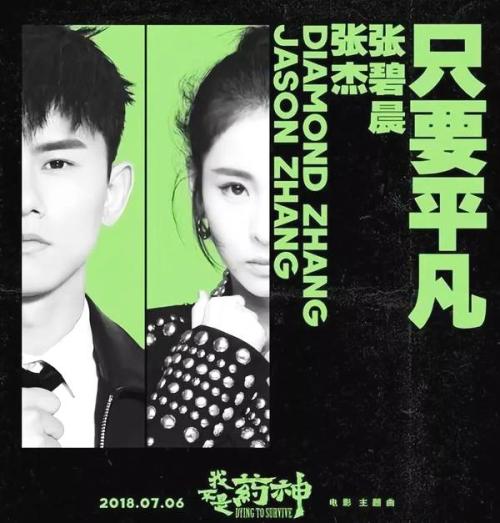 只要平凡
张碧晨
张杰
DIAMOND ZHANG
JASON ZHANG
2018.07.06
我不是药神
DYING TO SURVIVE
电影 主题曲